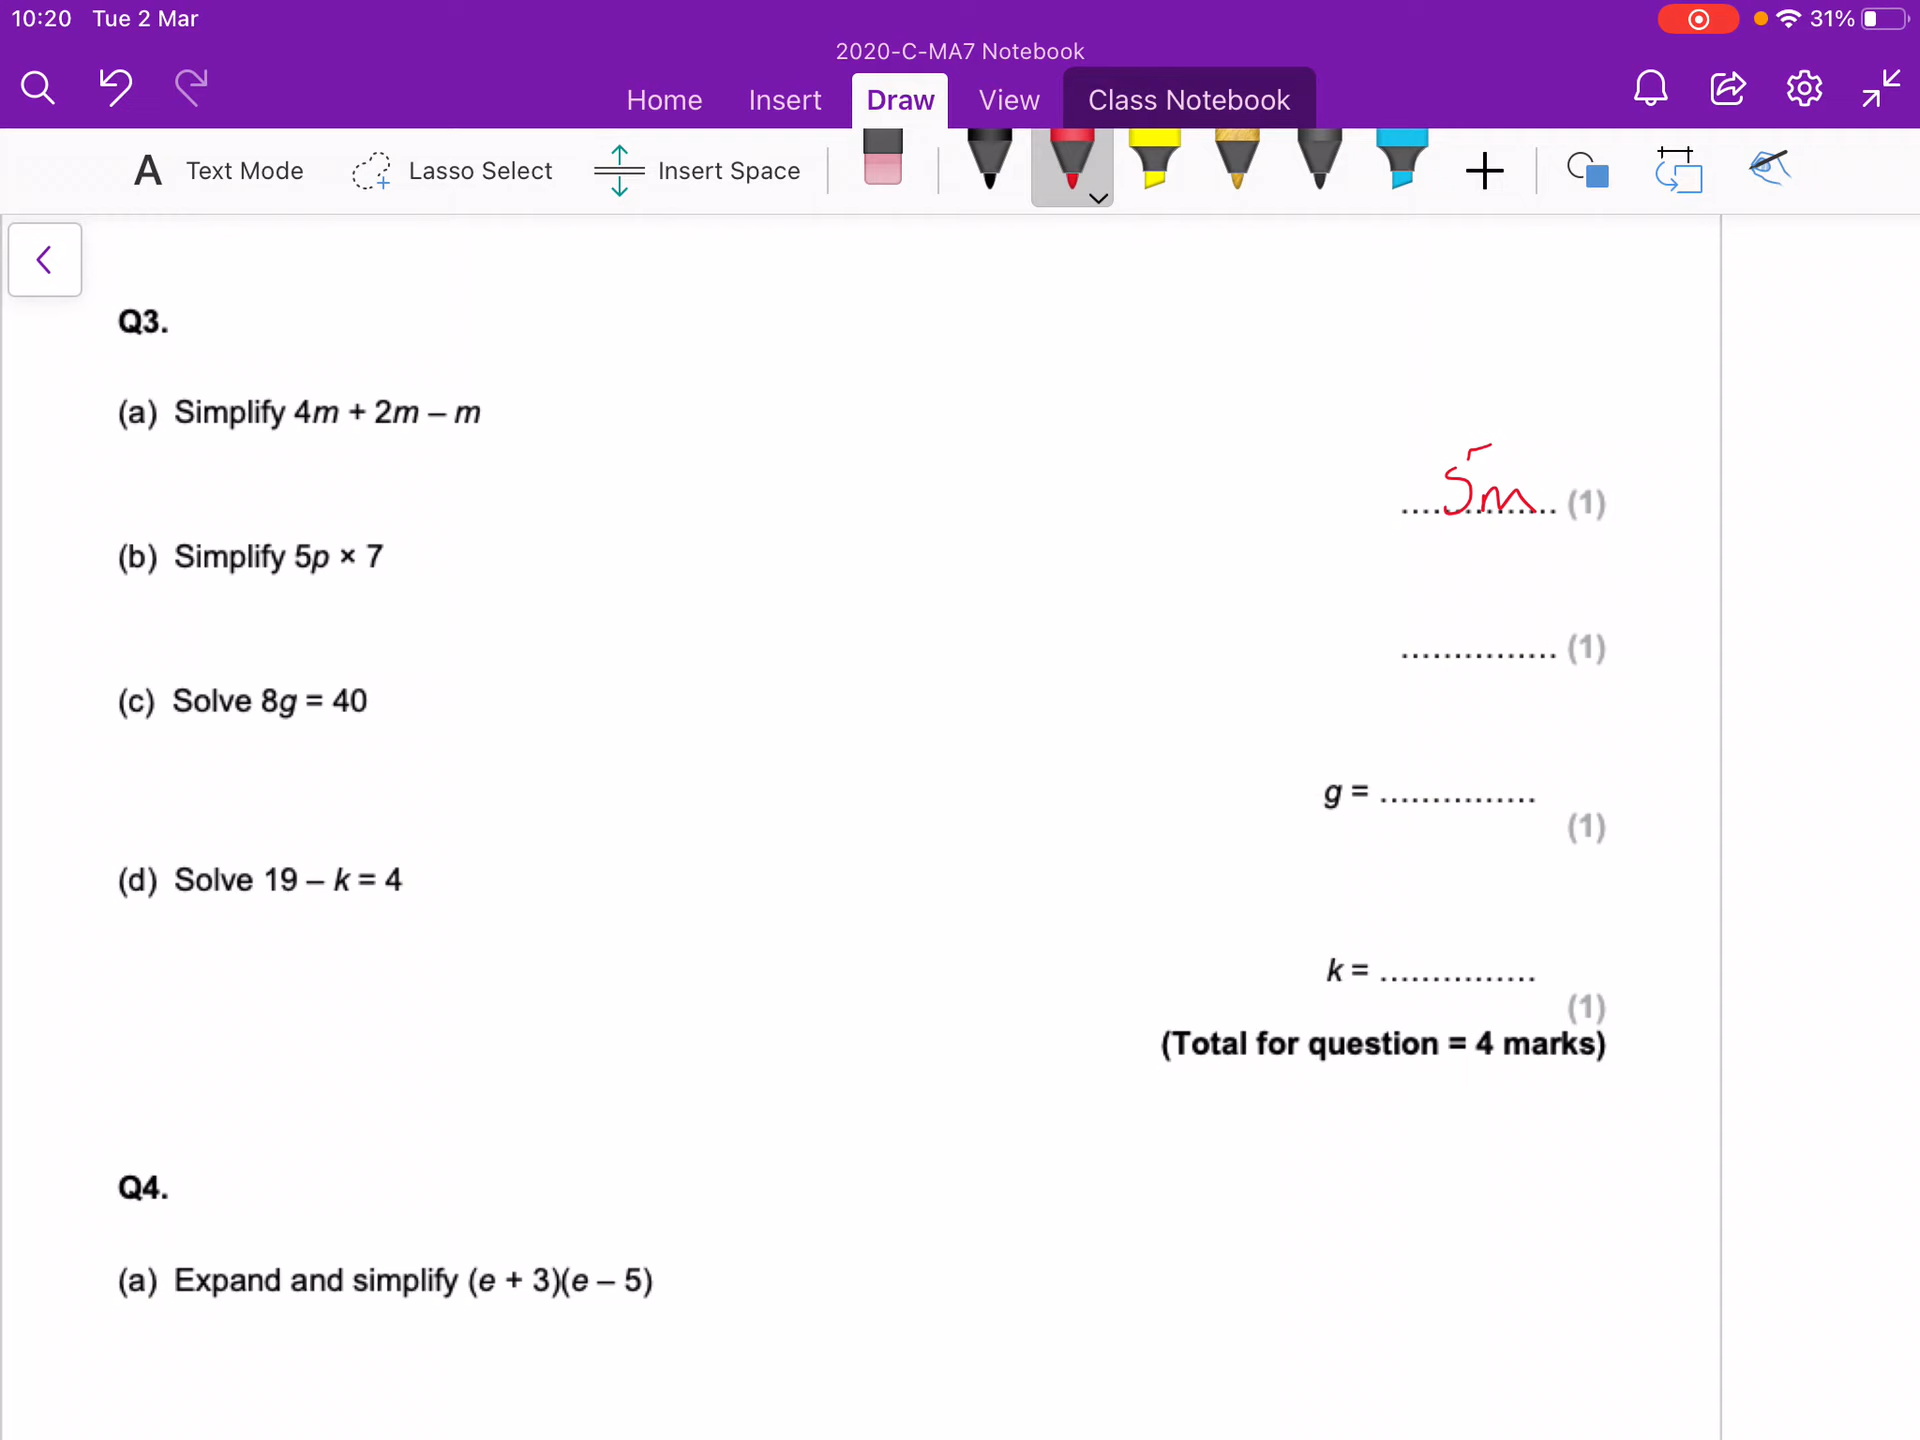 10:20 Tue 2 Mar
31%
2020-C-MA7 Notebook
Home Insert Draw View Class Notebook
A Text Mode Lasso Select Insert Space
Q3.
(a) Simplify 4m + 2m – m
5m
............... (1)
(b) Simplify 5p × 7
............... (1)
(c) Solve 8g = 40
g = ...............
(1)
(d) Solve 19 – k = 4
k = ...............
(1)
(Total for question = 4 marks)
Q4.
(a) Expand and simplify (e + 3)(e – 5)